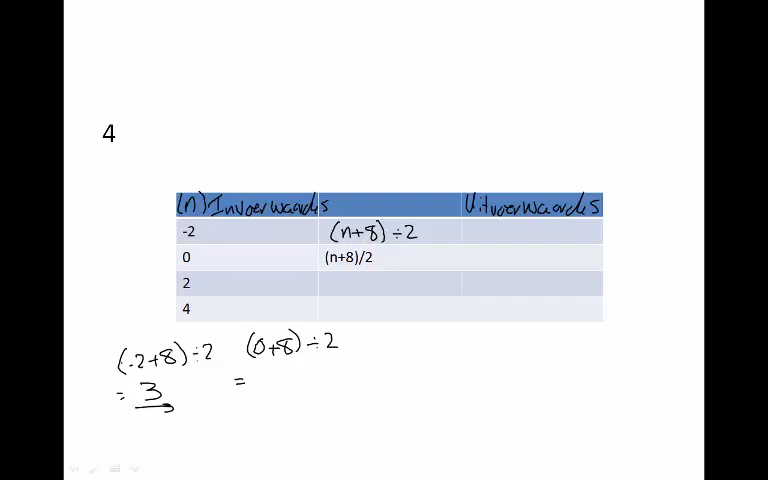 4
(n) Invoerwaardes Uitvoerwaardes
-2 (n+8) ÷ 2
0 (n+8)/2
2
4
(-2+8) ÷ 2 (0+8) ÷ 2
= 3 =